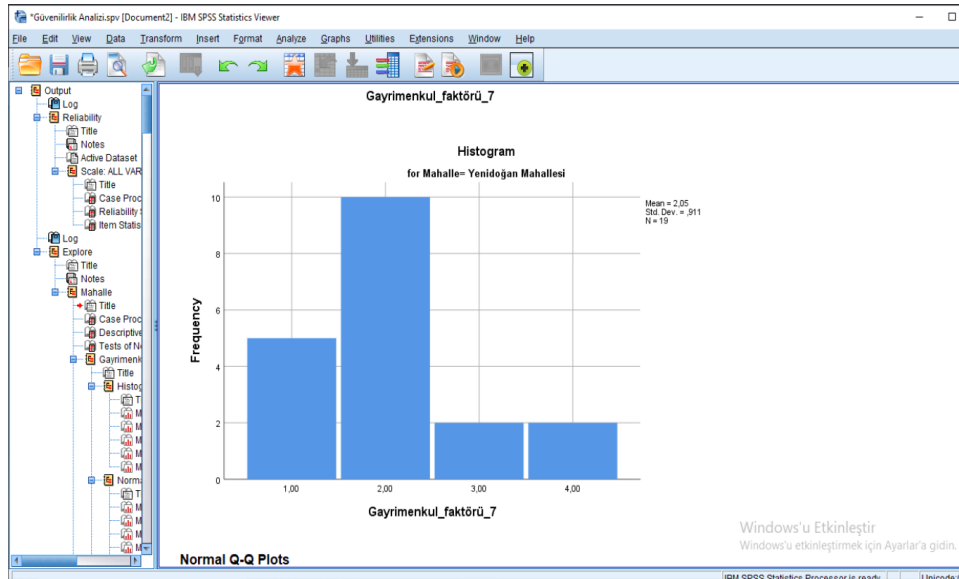 *Güvenilirlik Analizi.spv [Document2] - IBM SPSS Statistics Viewer
File Edit View Data Transform Insert Format Analyze Graphs Utilities Extensions Window Help
Output
Log
Reliability
Title
Notes
Active Dataset
Scale: ALL VAR
Title
Case Proc
Reliability
Item Statis
Log
Explore
Title
Notes
Mahalle
Title
Case Proc
Descriptive
Tests of N
Gayrimenk
Title
Histog
T
M
M
M
M
M
Norma
T
M
M
M
M
M
Gayrimenkul_faktörü_7
Histogram
for Mahalle= Yenidoğan Mahallesi
Mean = 2,05
Std. Dev. = ,911
N = 19
Frequency
10
8
6
4
2
0
1,00 2,00 3,00 4,00
Gayrimenkul_faktörü_7
Normal Q-Q Plots
Windows'u Etkinleştir
Windows'u etkinleştirmek için Ayarlar'a gidin.
IBM SPSS Statistics Processor is ready
Unicode: